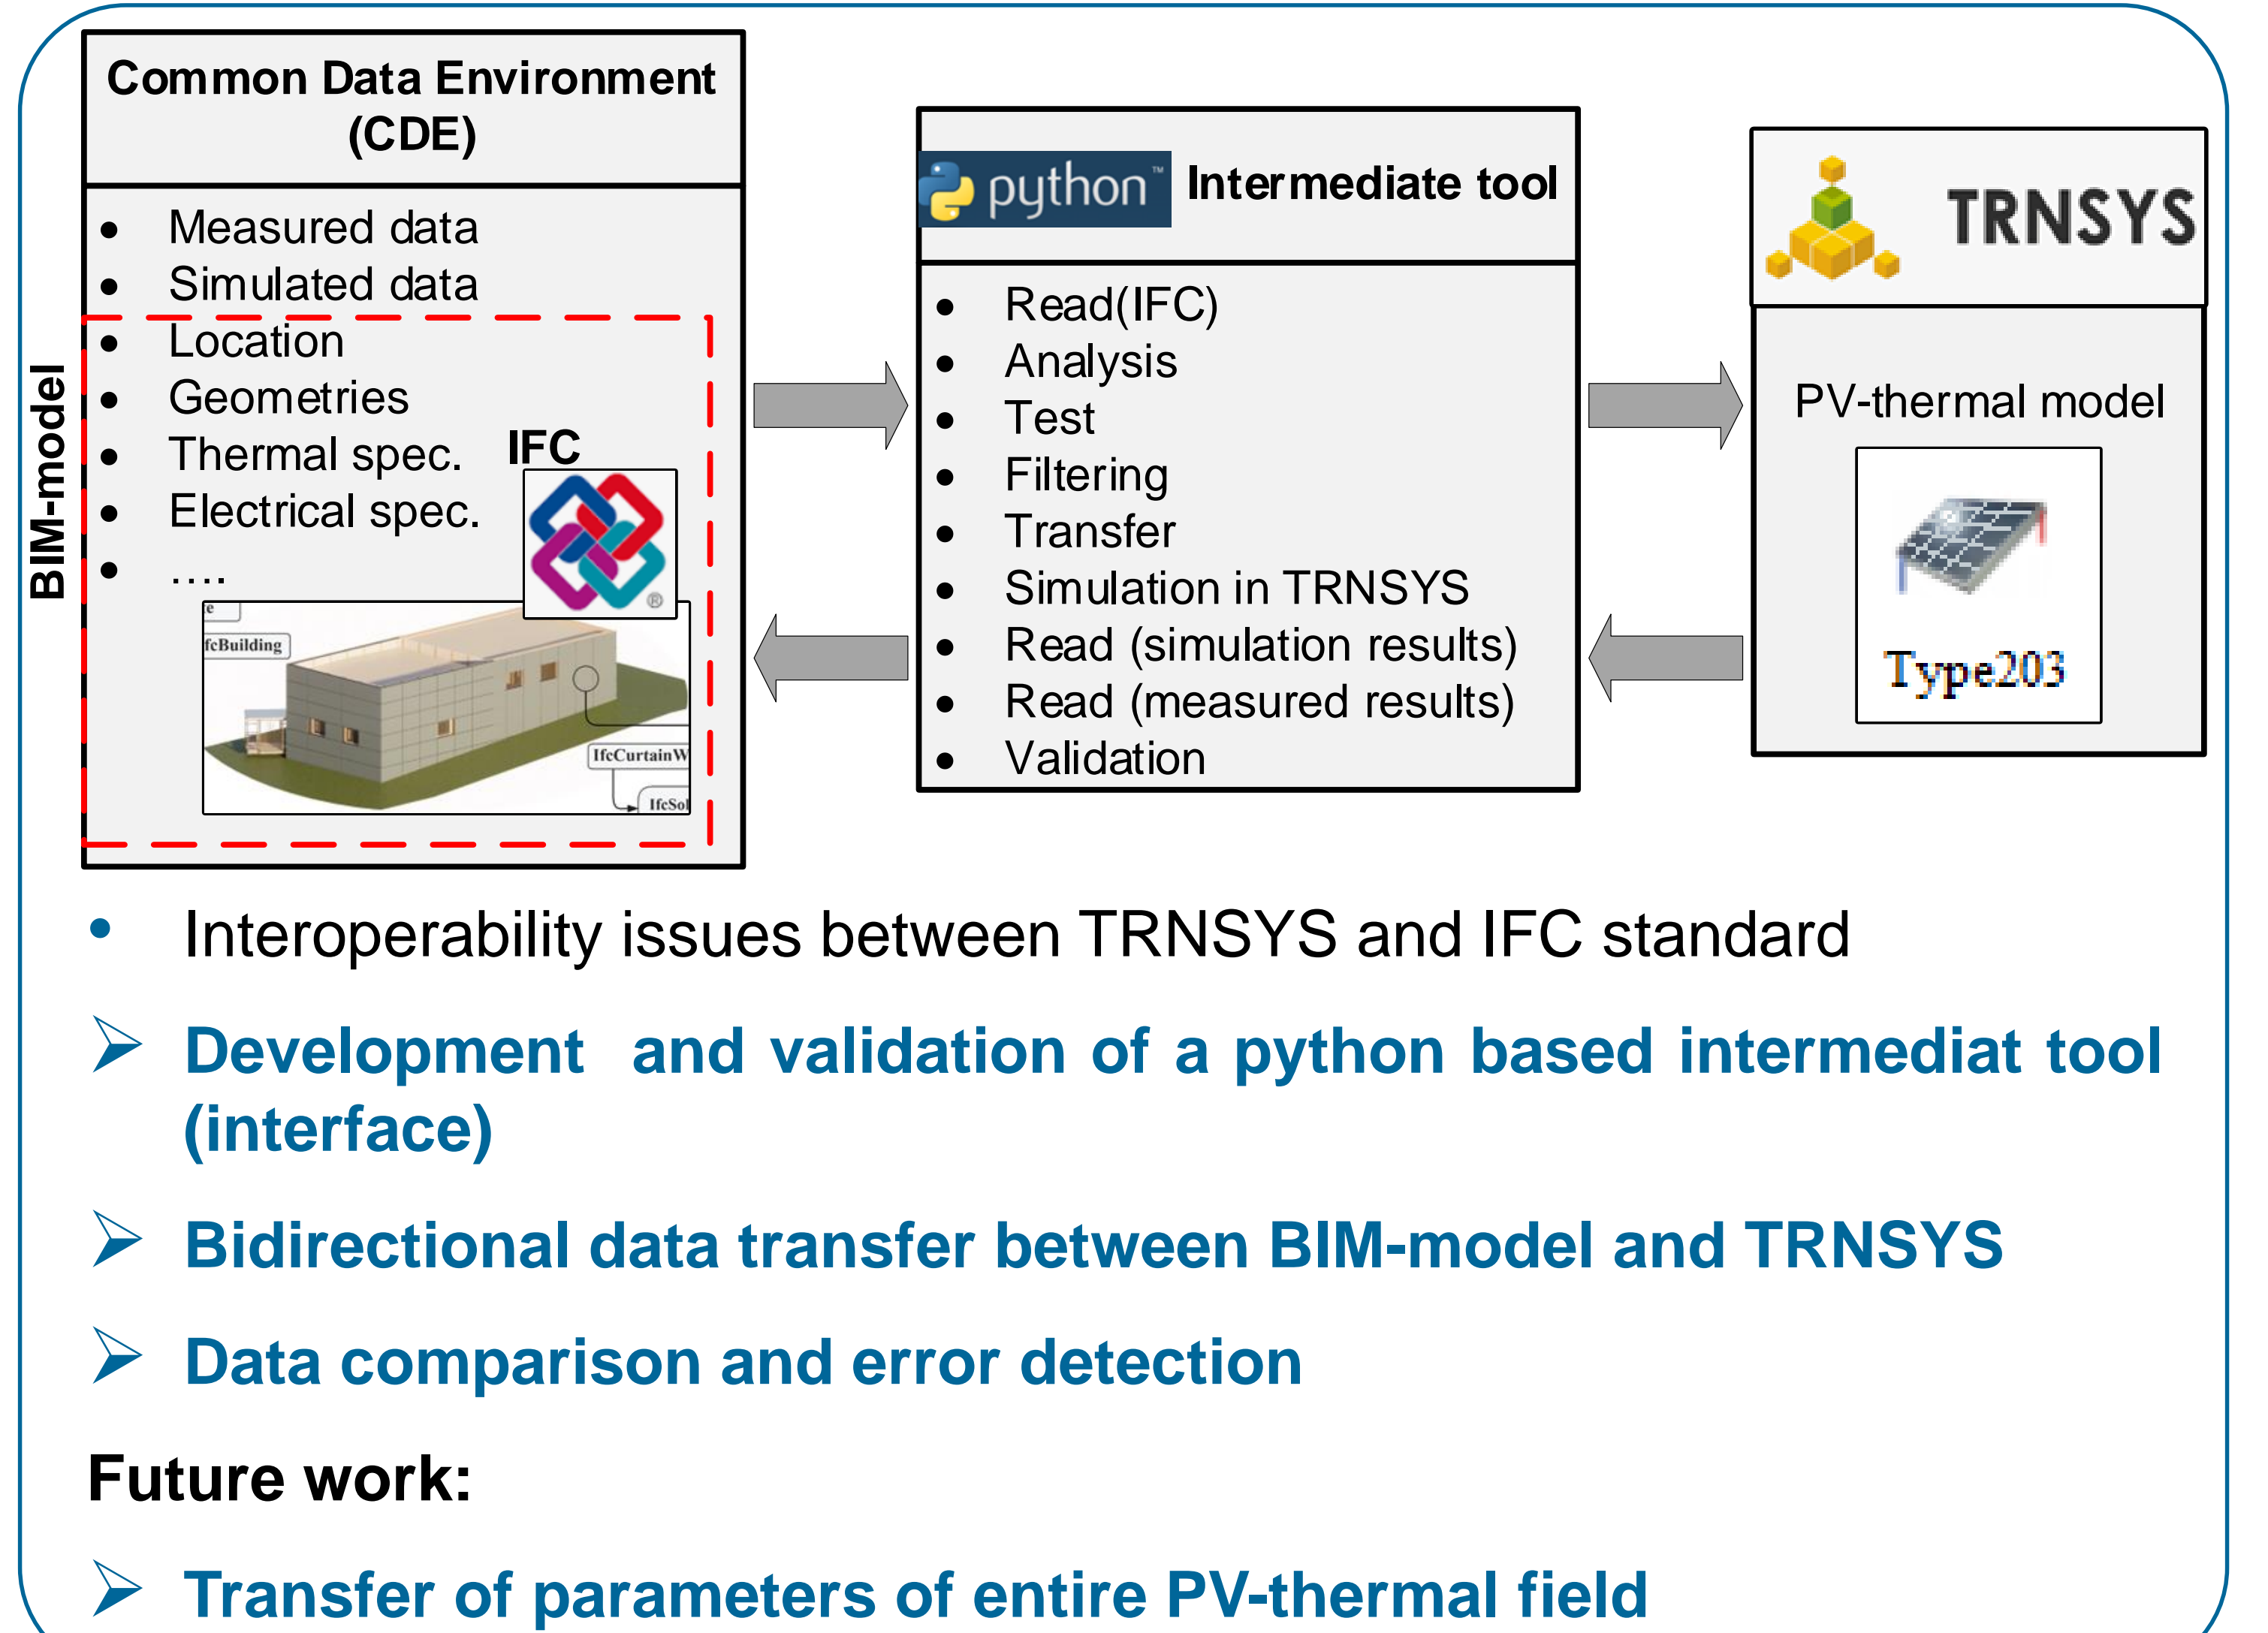 Common Data Environment
(CDE)
• Measured data
• Simulated data
• Location
• Geometries
• Thermal spec.
• Electrical spec.
• ....
BIM-model
IFC
®
fcBuilding
IfcCurtainW
IfcSol
python™ Intermediate tool
• Read(IFC)
• Analysis
• Test
• Filtering
• Transfer
• Simulation in TRNSYS
• Read (simulation results)
• Read (measured results)
• Validation
TRNSYS
PV-thermal model
Type203
• Interoperability issues between TRNSYS and IFC standard
➢ Development and validation of a python based intermediat tool
(interface)
➢ Bidirectional data transfer between BIM-model and TRNSYS
➢ Data comparison and error detection
Future work:
➢ Transfer of parameters of entire PV-thermal field